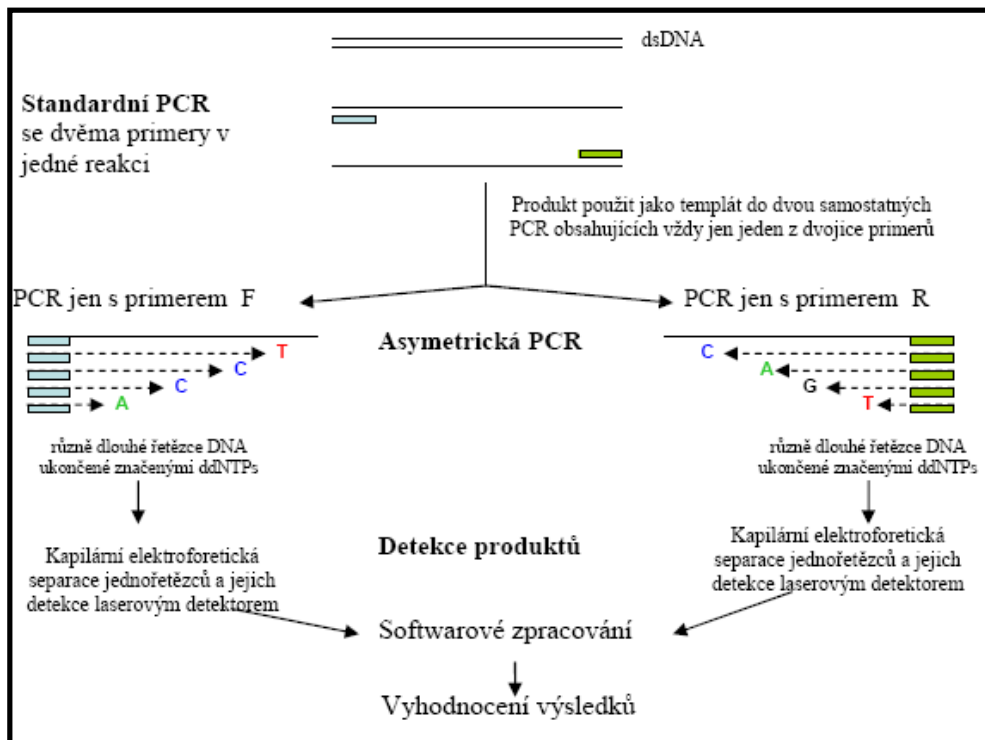 dsDNA
Standardní PCR
se dvěma primery v
jedné reakci
Produkt použit jako templát do dvou samostatných
PCR obsahujících vždy jen jeden z dvojice primerů
PCR jen s primerem F
PCR jen s primerem R
Asymetrická PCR
T
C
C
A
C
A
G
T
různě dlouhé řetězce DNA
ukončené značenými ddNTPs
různě dlouhé řetězce DNA
ukončené značenými ddNTPs
Kapilární elektroforetická
separace jednořetězců a jejich
detekce laserovým detektorem
Detekce produktů
Kapilární elektroforetická
separace jednořetězců a jejich
detekce laserovým detektorem
Softwarové zpracování
Vyhodnocení výsledků